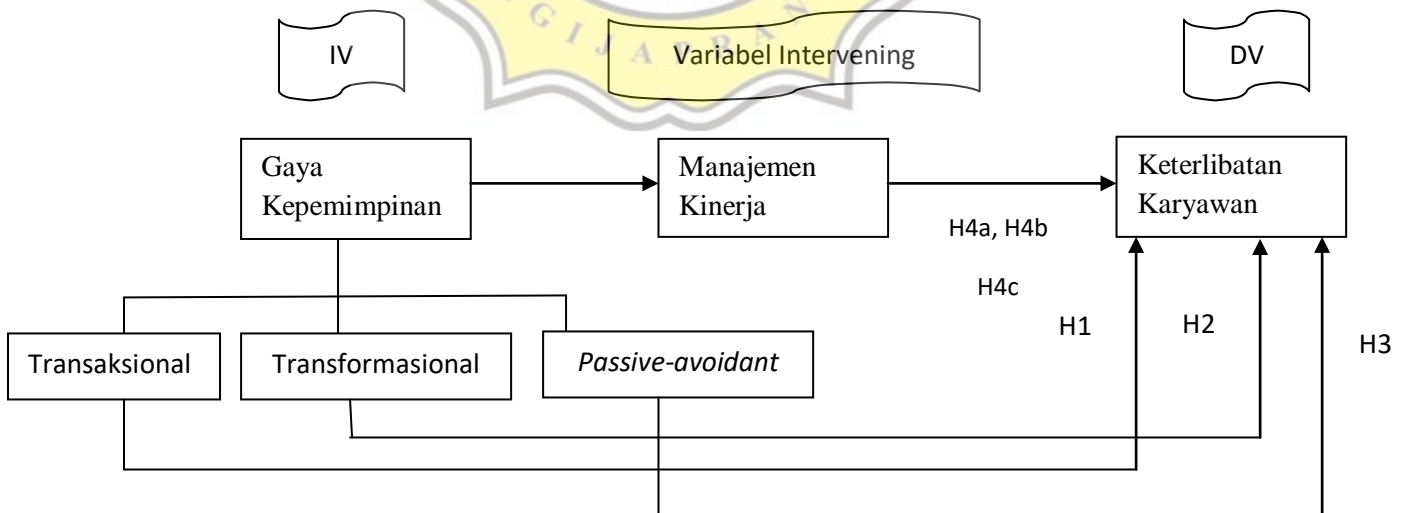 IV
Variabel Intervening
DV
Gaya
Kepemimpinan
Manajemen
Kinerja
Keterlibatan
Karyawan
H4a, H4b
H4c
H1
H2
H3
Transaksional
Transformasional
Passive-avoidant